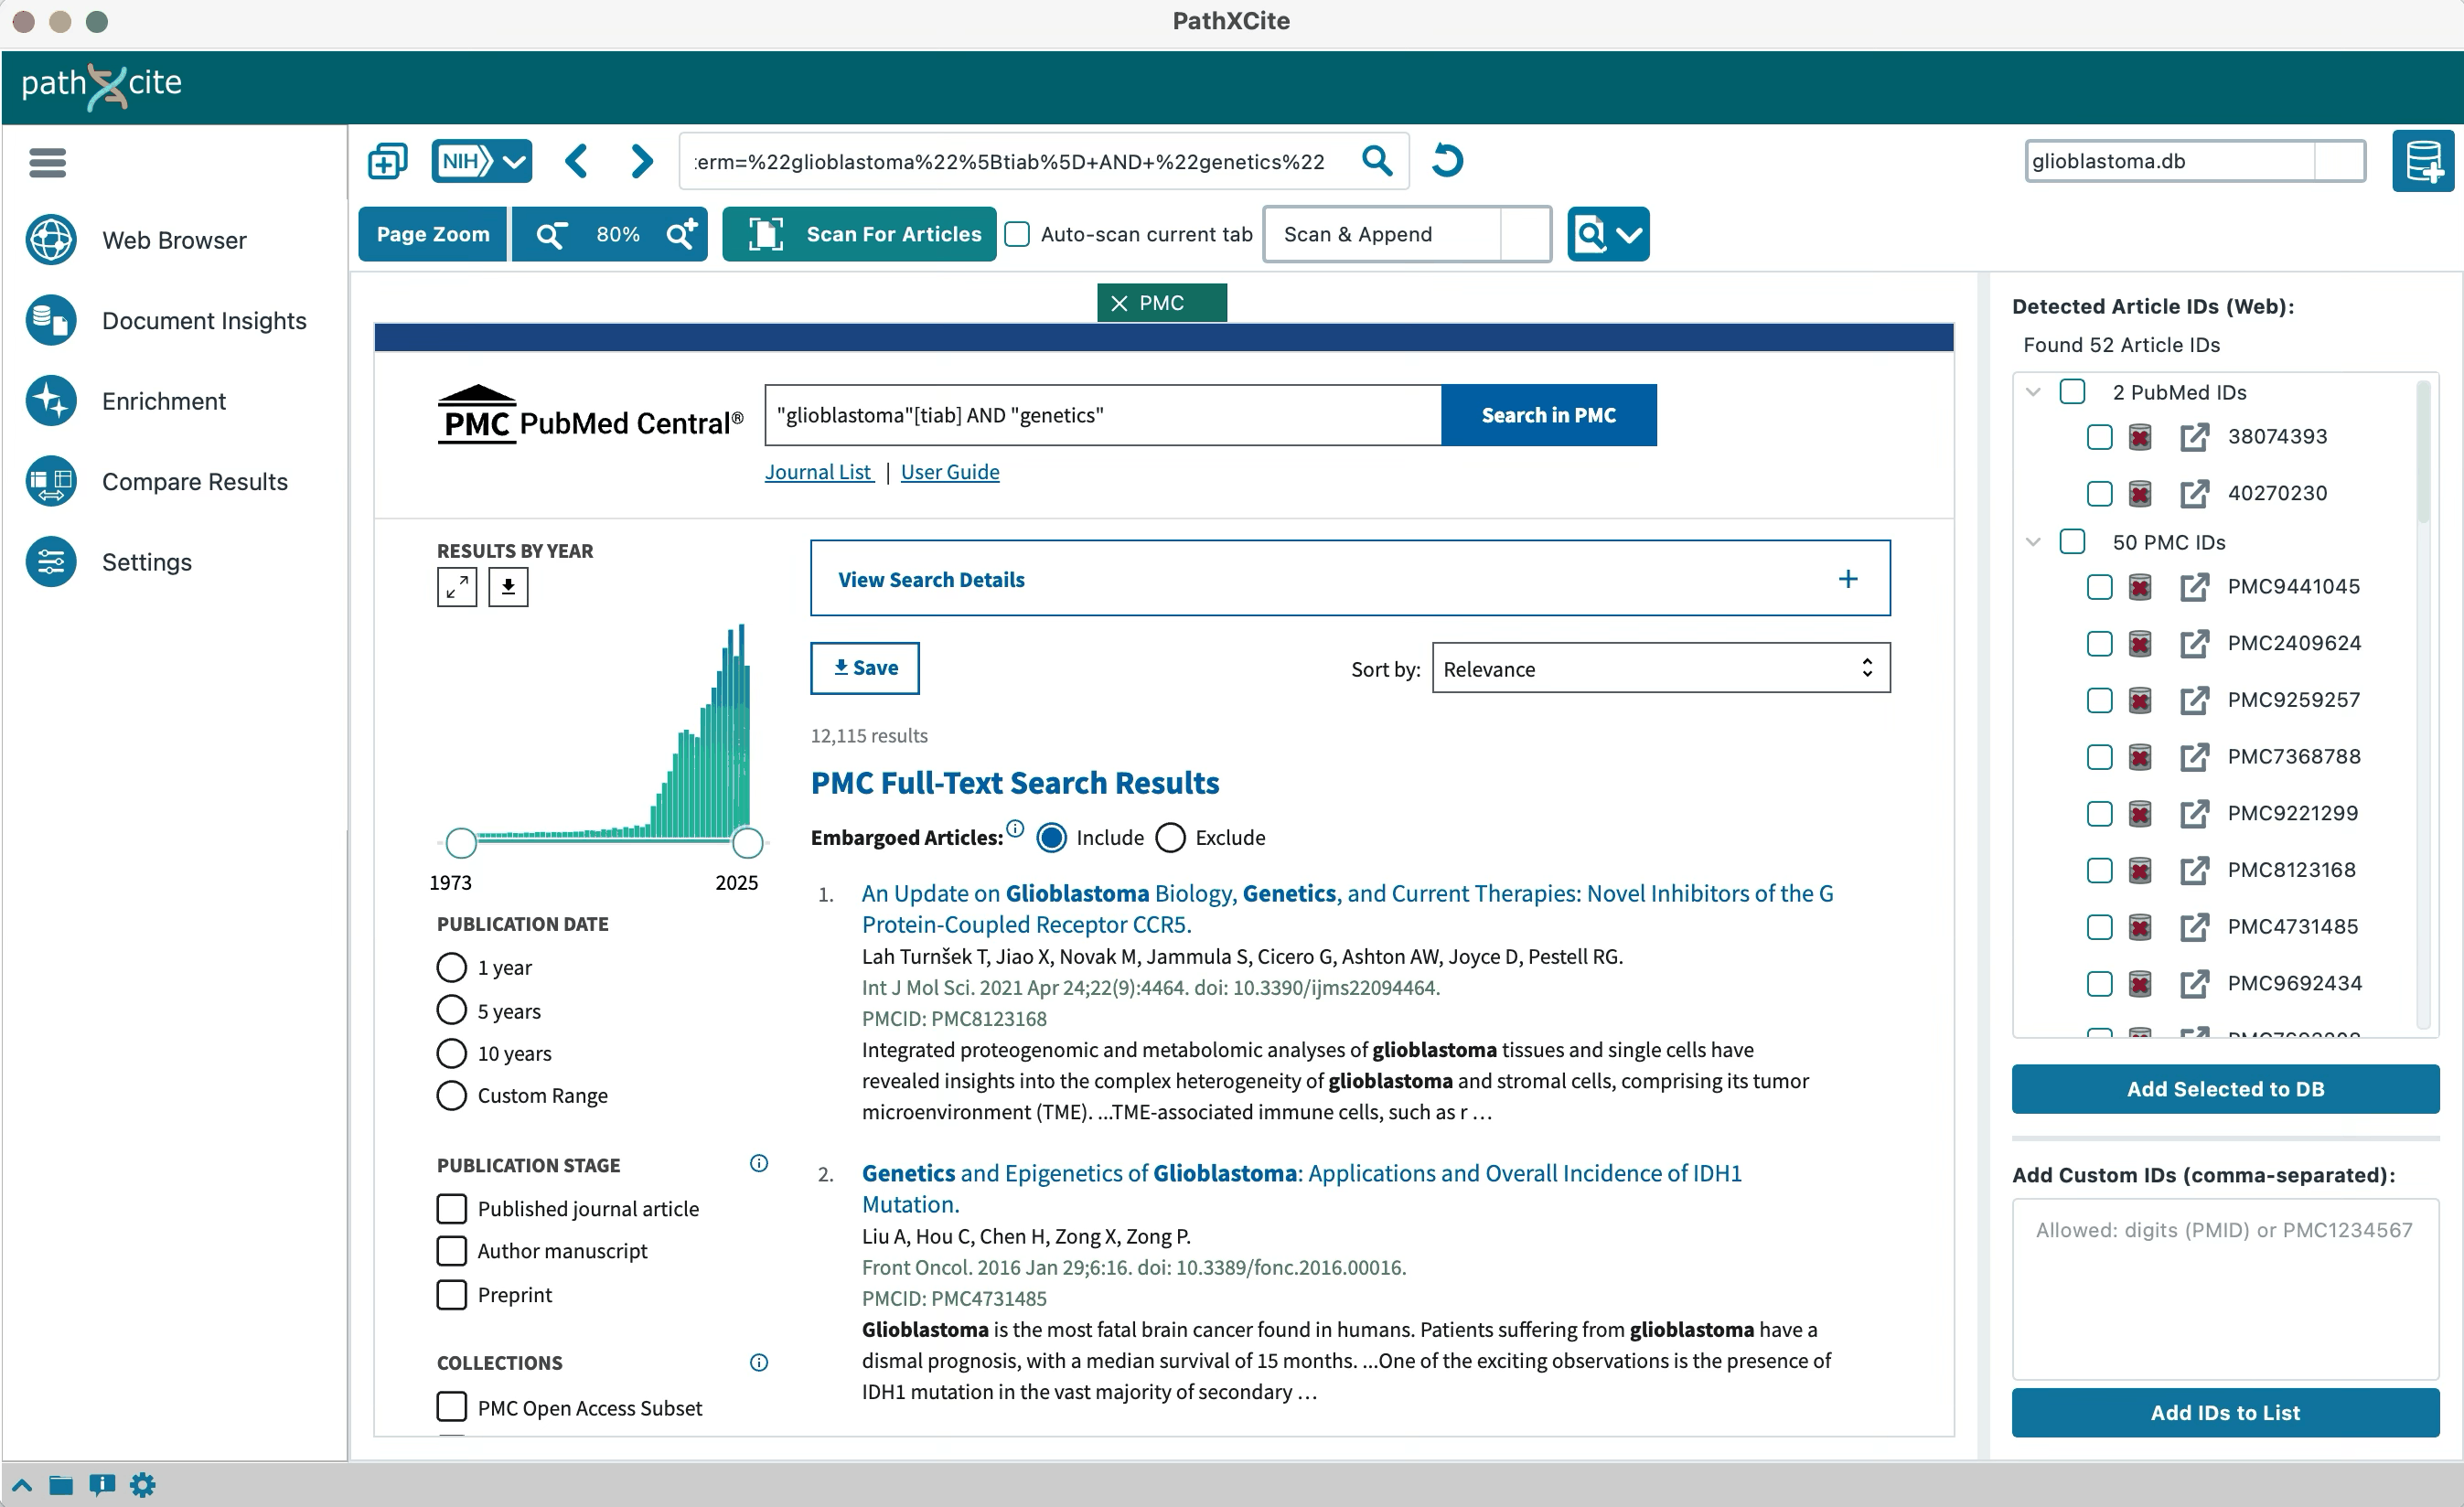 PathXCite
path cite
NIH
term=%22glioblastoma%22%5Btiab%5D+AND+%22genetics%22
glioblastoma.db
Web Browser
Document Insights
Enrichment
Compare Results
Settings
Page Zoom
80%
Scan For Articles
Auto-scan current tab
Scan & Append
PMC
PMC PubMed Central®
"glioblastoma"[tiab] AND "genetics"
Search in PMC
Journal List | User Guide
RESULTS BY YEAR
1973
2025
PUBLICATION DATE
1 year
5 years
10 years
Custom Range
PUBLICATION STAGE
Published journal article
Author manuscript
Preprint
COLLECTIONS
PMC Open Access Subset
View Search Details
Save
Sort by:
Relevance
12,115 results
PMC Full-Text Search Results
Embargoed Articles: Include Exclude
1. An Update on Glioblastoma Biology, Genetics, and Current Therapies: Novel Inhibitors of the G
Protein-Coupled Receptor CCR5.
Lah Turnšek T, Jiao X, Novak M, Jammula S, Cicero G, Ashton AW, Joyce D, Pestell RG.
Int J Mol Sci. 2021 Apr 24;22(9):4464. doi: 10.3390/ijms22094464.
PMCID: PMC8123168
Integrated proteogenomic and metabolomic analyses of glioblastoma tissues and single cells have
revealed insights into the complex heterogeneity of glioblastoma and stromal cells, comprising its tumor
microenvironment (TME). ...TME-associated immune cells, such as r …
2. Genetics and Epigenetics of Glioblastoma: Applications and Overall Incidence of IDH1
Mutation.
Liu A, Hou C, Chen H, Zong X, Zong P.
Front Oncol. 2016 Jan 29;6:16. doi: 10.3389/fonc.2016.00016.
PMCID: PMC4731485
Glioblastoma is the most fatal brain cancer found in humans. Patients suffering from glioblastoma have a
dismal prognosis, with a median survival of 15 months. ...One of the exciting observations is the presence of
IDH1 mutation in the vast majority of secondary …
Detected Article IDs (Web):
Found 52 Article IDs
2 PubMed IDs
38074393
40270230
50 PMC IDs
PMC9441045
PMC2409624
PMC9259257
PMC7368788
PMC9221299
PMC8123168
PMC4731485
PMC9692434
Add Selected to DB
Add Custom IDs (comma-separated):
Allowed: digits (PMID) or PMC1234567
Add IDs to List